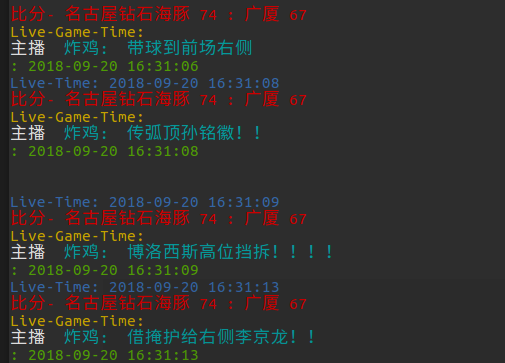 比分- 名古屋钻石海豚 74 : 广厦 67
Live-Game-Time:
主播 炸鸡: 带球到前场右侧
: 2018-09-20 16:31:06
Live-Time: 2018-09-20 16:31:08
比分- 名古屋钻石海豚 74 : 广厦 67
Live-Game-Time:
主播 炸鸡: 传弧顶孙铭徽！！
: 2018-09-20 16:31:08
Live-Time: 2018-09-20 16:31:09
比分- 名古屋钻石海豚 74 : 广厦 67
Live-Game-Time:
主播 炸鸡: 博洛西斯高位挡拆！！！！
: 2018-09-20 16:31:09
Live-Time: 2018-09-20 16:31:13
比分- 名古屋钻石海豚 74 : 广厦 67
Live-Game-Time:
主播 炸鸡: 借掩护给右侧李京龙！！
: 2018-09-20 16:31:13